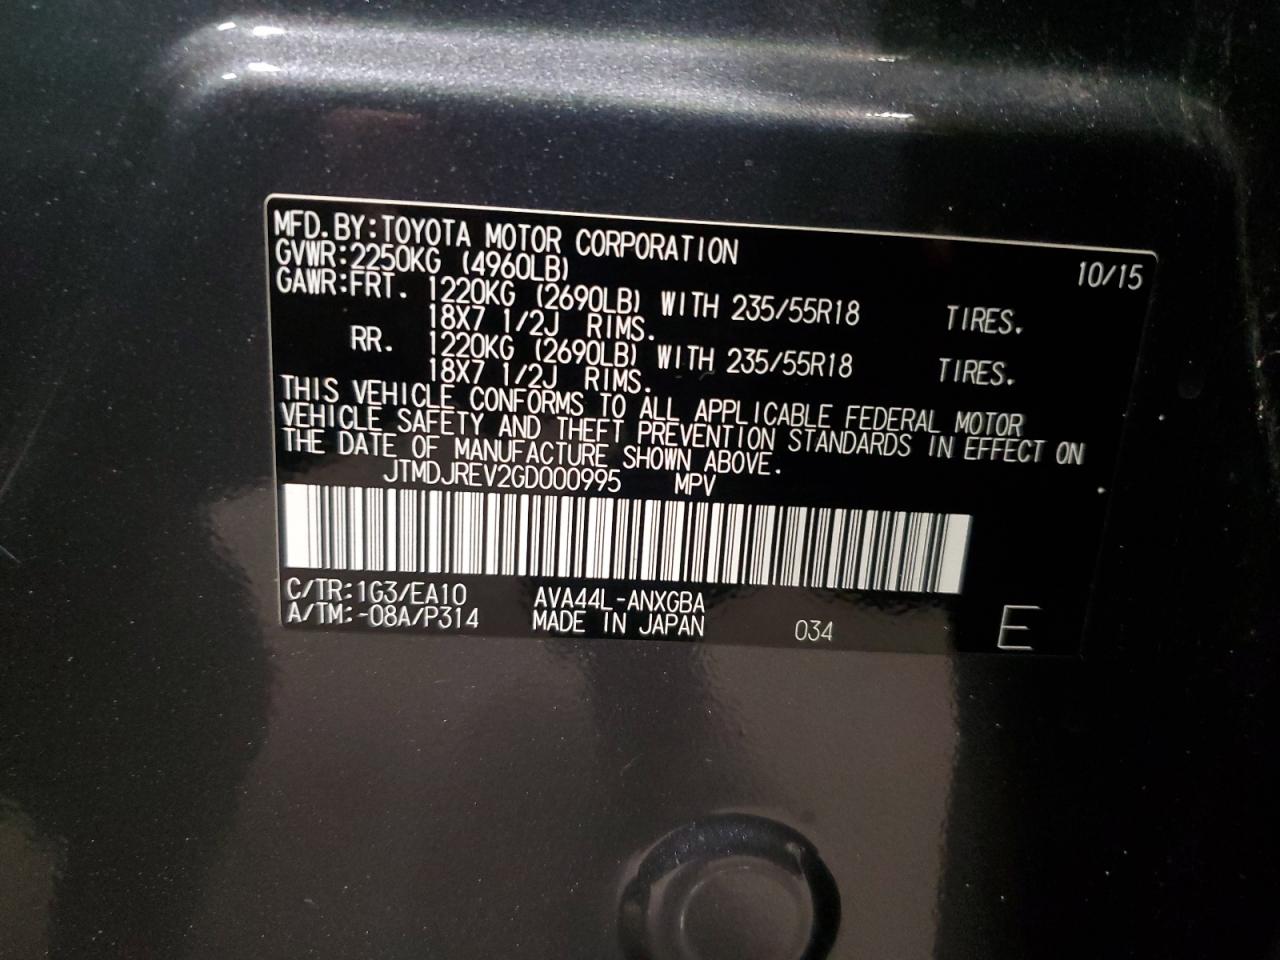 MFD.BY:TOYOTA MOTOR CORPORATION 10/15
GVWR:2250KG (4960LB)
GAWR:FRT. 1220KG (2690LB) WITH 235/55R18 TIRES.
18X7 1/2J RIMS.
RR. 1220KG (2690LB) WITH 235/55R18 TIRES.
18X7 1/2J RIMS.
THIS VEHICLE CONFORMS TO ALL APPLICABLE FEDERAL MOTOR
VEHICLE SAFETY AND THEFT PREVENTION STANDARDS IN EFFECT ON
THE DATE OF MANUFACTURE SHOWN ABOVE.
JTMDJREV2GD000995 MPV
C/TR:1G3/EA10 AVA44L-ANXGBA
A/TM:-08A/P314 MADE IN JAPAN 034 E